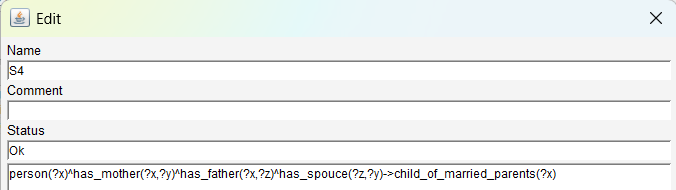 Edit
Name
S4
Comment
Status
Ok
person(?x)^has_mother(?x,?y)^has_father(?x,?z)^has_spouce(?z,?y)->child_of_married_parents(?x)